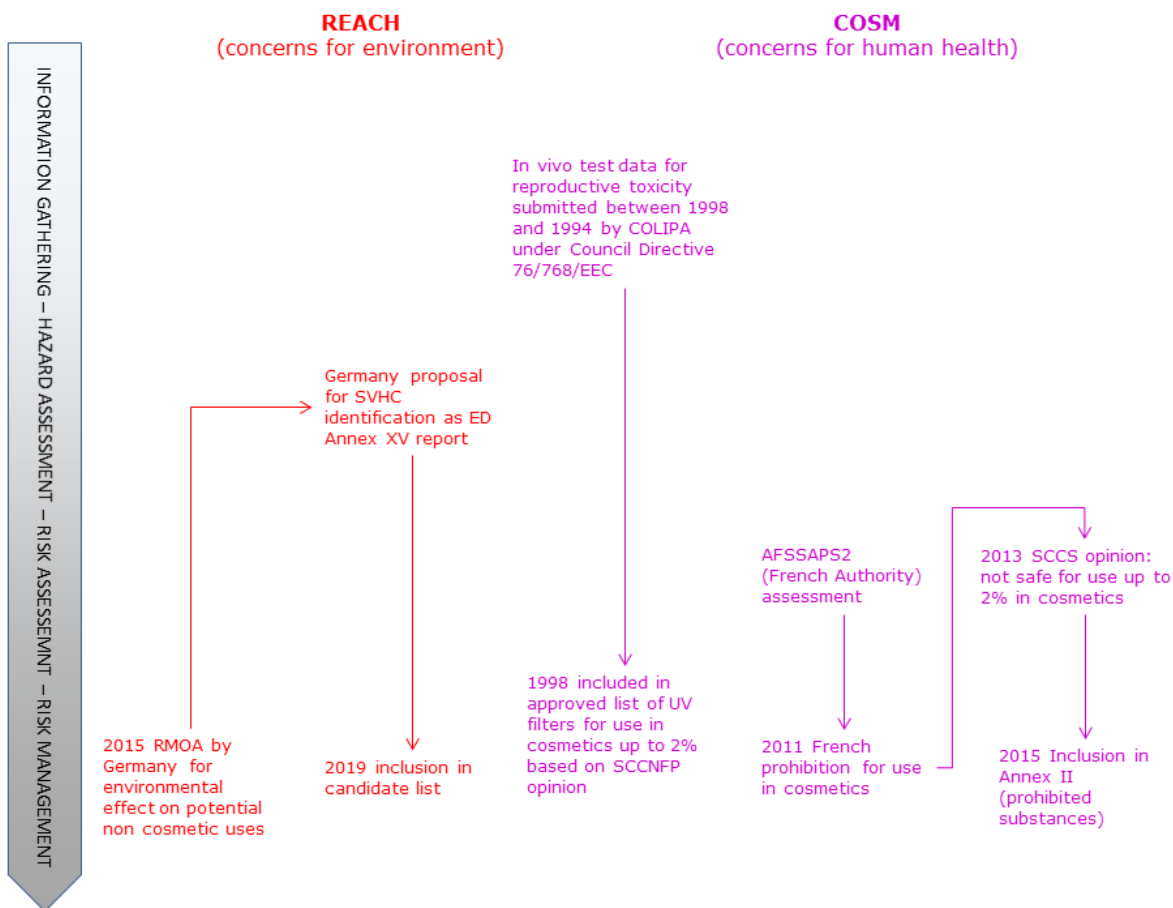 REACH
(concerns for environment)
COSM
(concerns for human health)
INFORMATION GATHERING – HAZARD ASSESSMENT – RISK ASSESSEMNT – RISK MANAGEMENT
In vivo test data for
reproductive toxicity
submitted between 1998
and 1994 by COLIPA
under Council Directive
76/768/EEC
Germany proposal
for SVHC
identification as ED
Annex XV report
AFSSAPS2
(French Authority)
assessment
2013 SCCS opinion:
not safe for use up to
2% in cosmetics
2015 RMOA by
Germany for
environmental
effect on potential
non cosmetic uses
2019 inclusion in
candidate list
1998 included in
approved list of UV
filters for use in
cosmetics up to 2%
based on SCCNFP
opinion
2011 French
prohibition for use
in cosmetics
2015 Inclusion in
Annex II
(prohibited
substances)